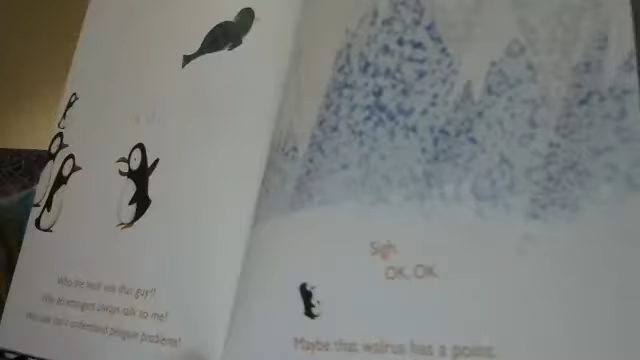 Who the heck was that guy!?
Why do strangers always talk to me?
understand penguin problems!
Sigh.
OK, OK.
Maybe that walrus has a point.